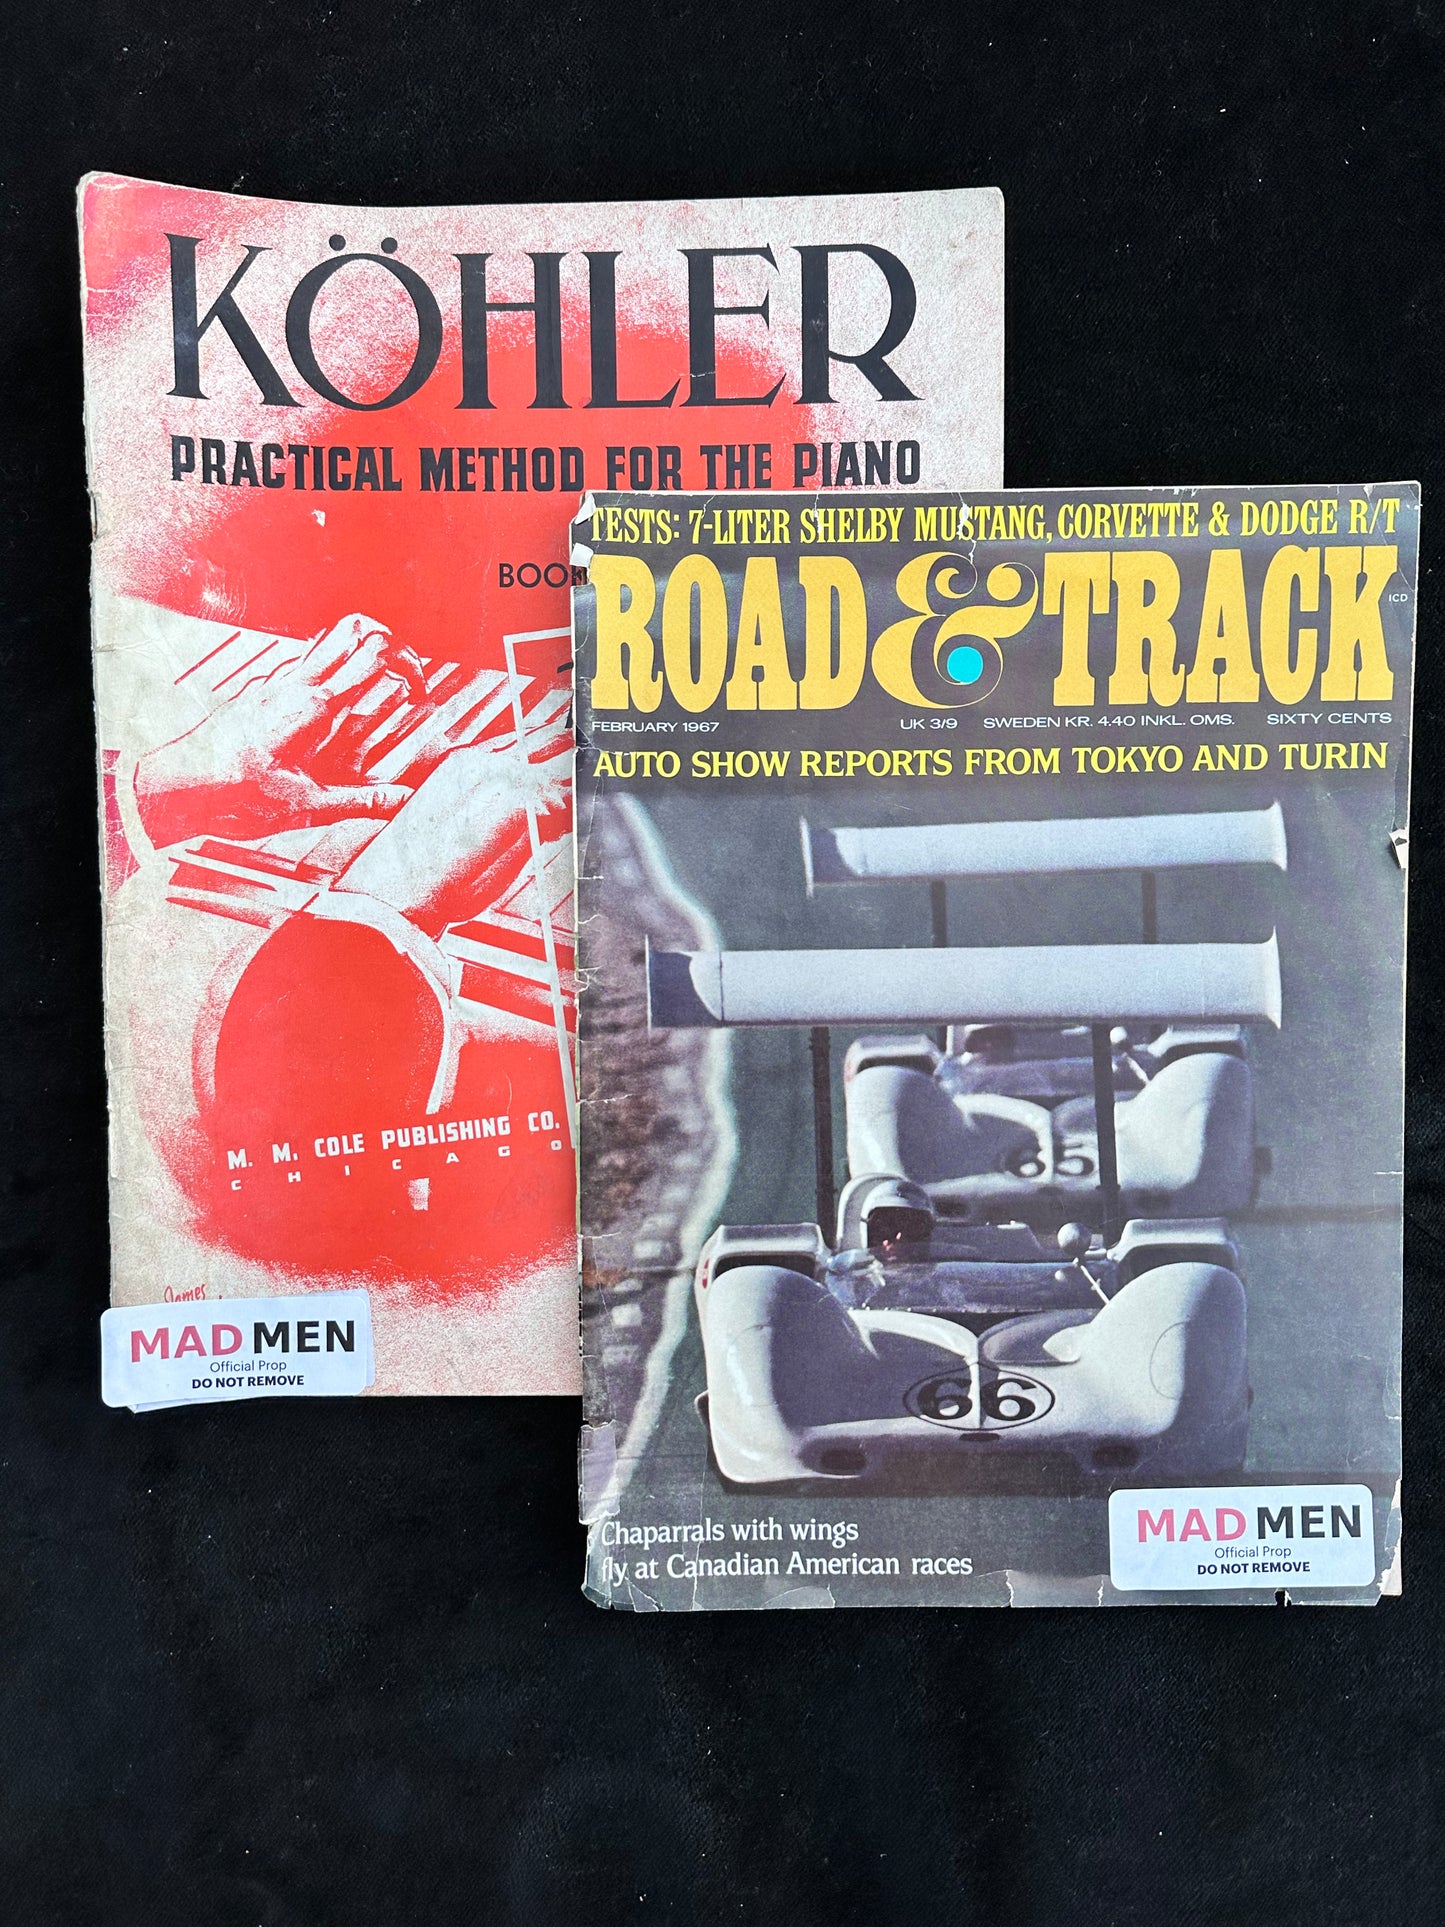 KÖHLER
PRACTICAL METHOD FOR THE PIANO
BOOK
M. M. COLE PUBLISHING CO.
CHICAGO
James
MAD MEN
Official Prop
DO NOT REMOVE
TESTS: 7-LITER SHELBY MUSTANG, CORVETTE & DODGE R/T
ROAD & TRACK
ICD
FEBRUARY 1967 UK 3/9 SWEDEN KR. 4.40 INKL. OMS. SIXTY CENTS
AUTO SHOW REPORTS FROM TOKYO AND TURIN
65
66
Chaparrals with wings
fly at Canadian American races
MAD MEN
Official Prop
DO NOT REMOVE